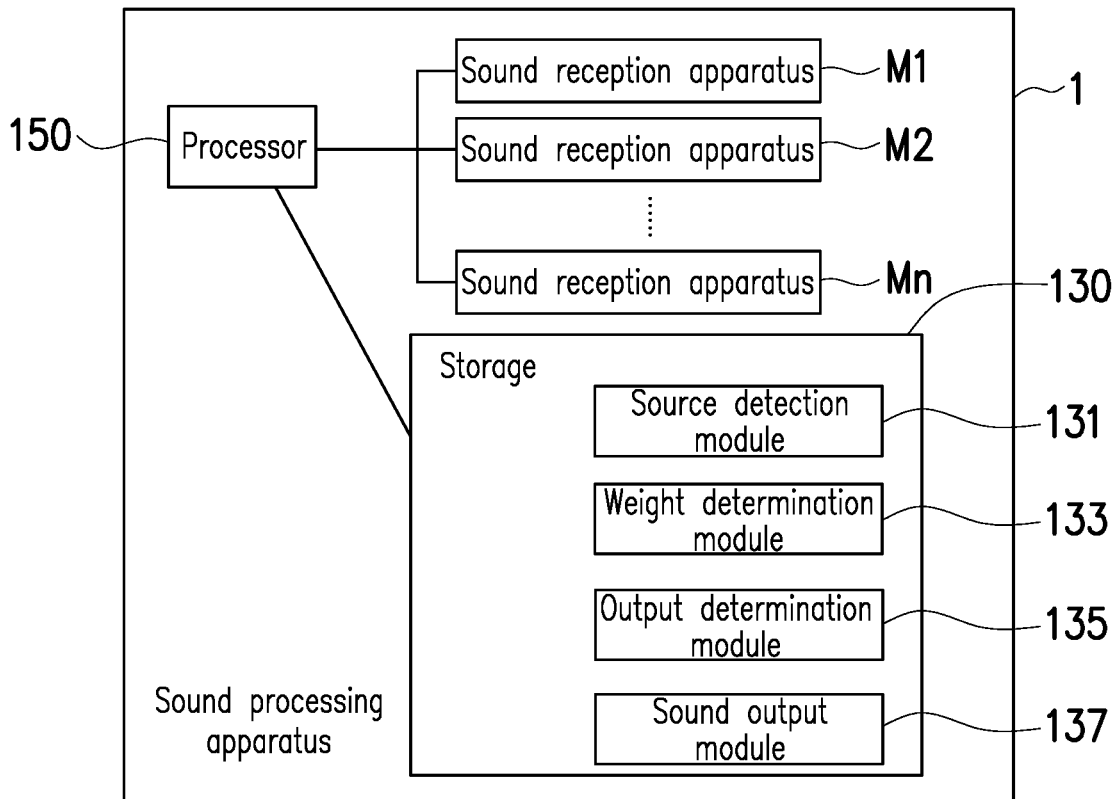 Sound reception apparatus M1
1
150 Processor
Sound reception apparatus M2
Sound reception apparatus Mn
130
Storage
Source detection
module
131
Weight determination
module
133
Output determination
module
135
Sound processing
apparatus
Sound output
module
137